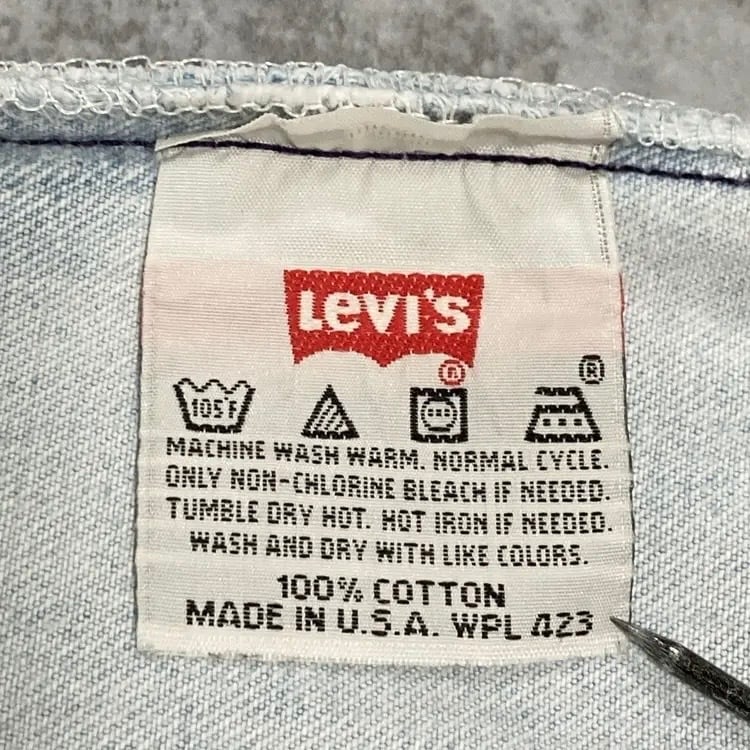 LEVI'S
®
®
105°F
MACHINE WASH WARM. NORMAL CYCLE.
ONLY NON-CHLORINE BLEACH IF NEEDED.
TUMBLE DRY HOT. HOT IRON IF NEEDED.
WASH AND DRY WITH LIKE COLORS.
100% COTTON
MADE IN U.S.A. WPL 423